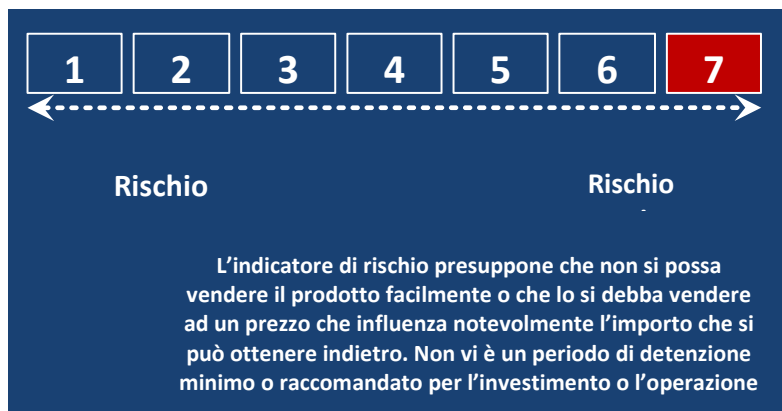 1 2 3 4 5 6 7
Rischio Rischio
L’indicatore di rischio presuppone che non si possa
vendere il prodotto facilmente o che lo si debba vendere
ad un prezzo che influenza notevolmente l’importo che si
può ottenere indietro. Non vi è un periodo di detenzione
minimo o raccomandato per l’investimento o l’operazione